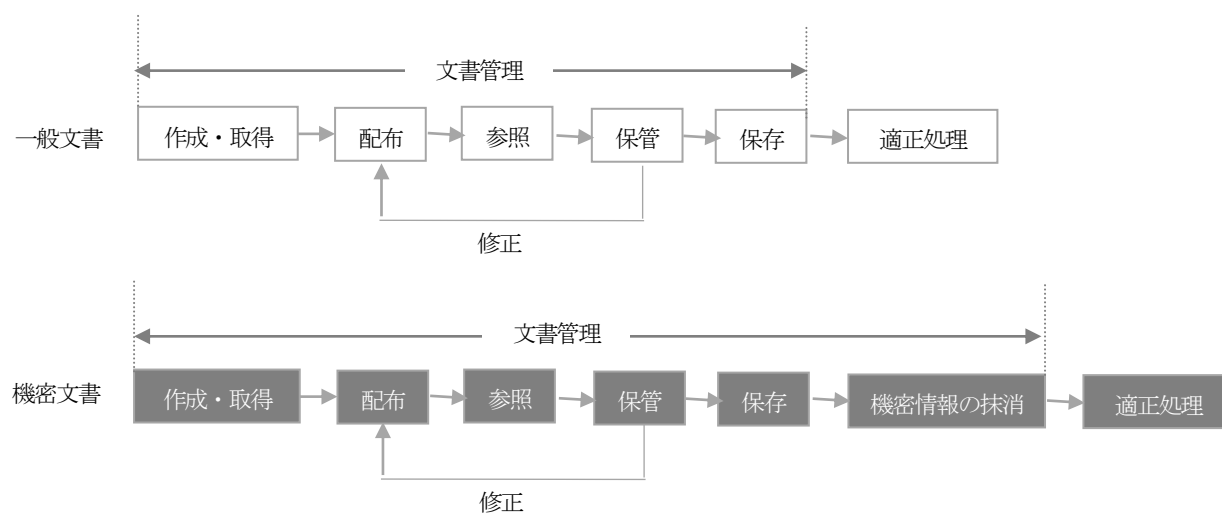 文書管理
一般文書
作成・取得
配布
参照
保管
保存
適正処理
修正
文書管理
機密文書
作成・取得
配布
参照
保管
保存
機密情報の抹消
適正処理
修正